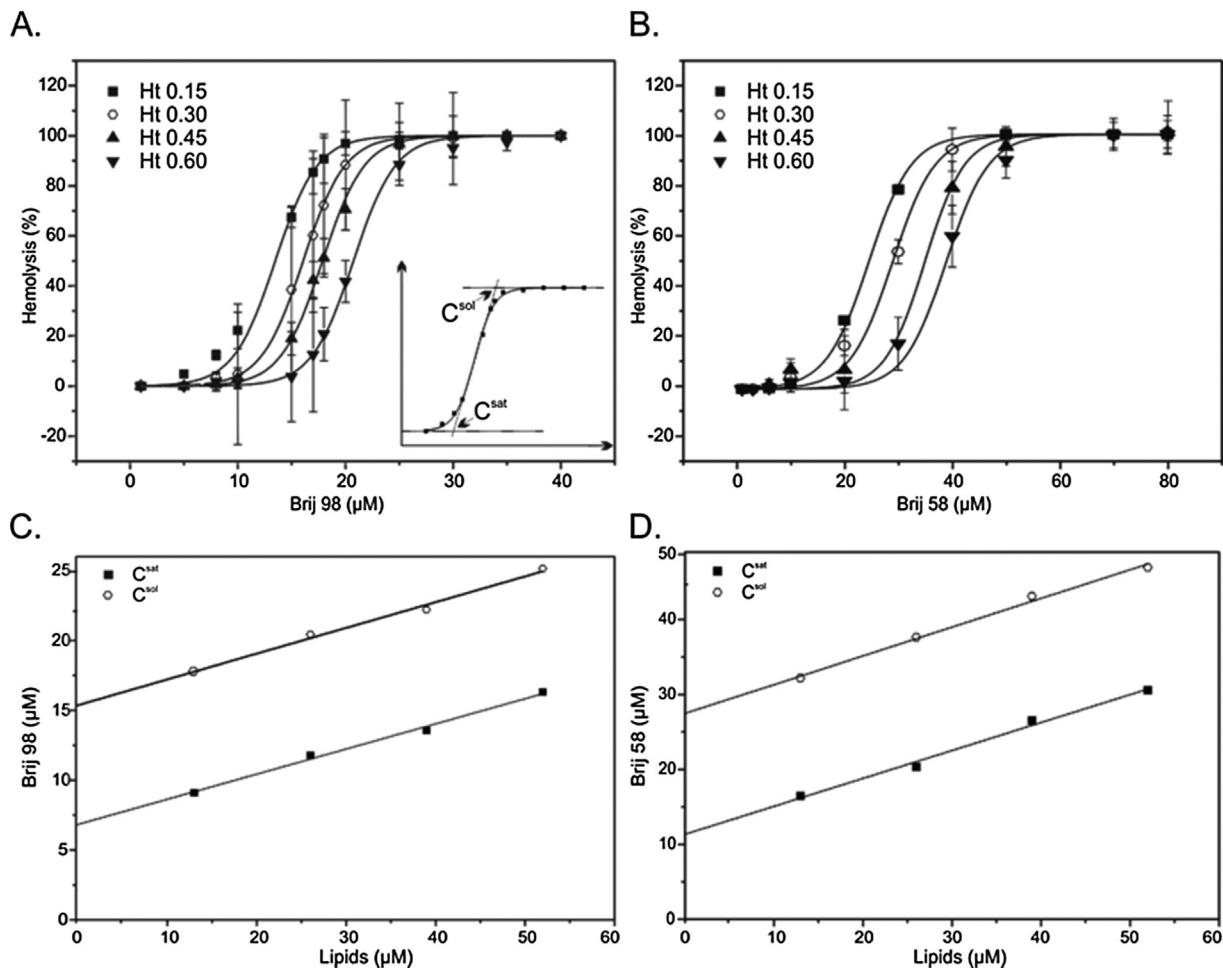 A.
120
100
80
60
40
20
0
-20
Hemolysis (%)
Ht 0.15
Ht 0.30
Ht 0.45
Ht 0.60
C^sol
C^sat
0 10 20 30 40
Brij 98 (µM)
B.
120
100
80
60
40
20
0
-20
Hemolysis (%)
Ht 0.15
Ht 0.30
Ht 0.45
Ht 0.60
0 20 40 60 80
Brij 58 (µM)
C.
25
20
15
10
5
0
Brij 98 (µM)
C^sat
C^sol
0 10 20 30 40 50 60
Lipids (µM)
D.
50
40
30
20
10
0
Brij 58 (µM)
C^sat
C^sol
0 10 20 30 40 50 60
Lipids (µM)